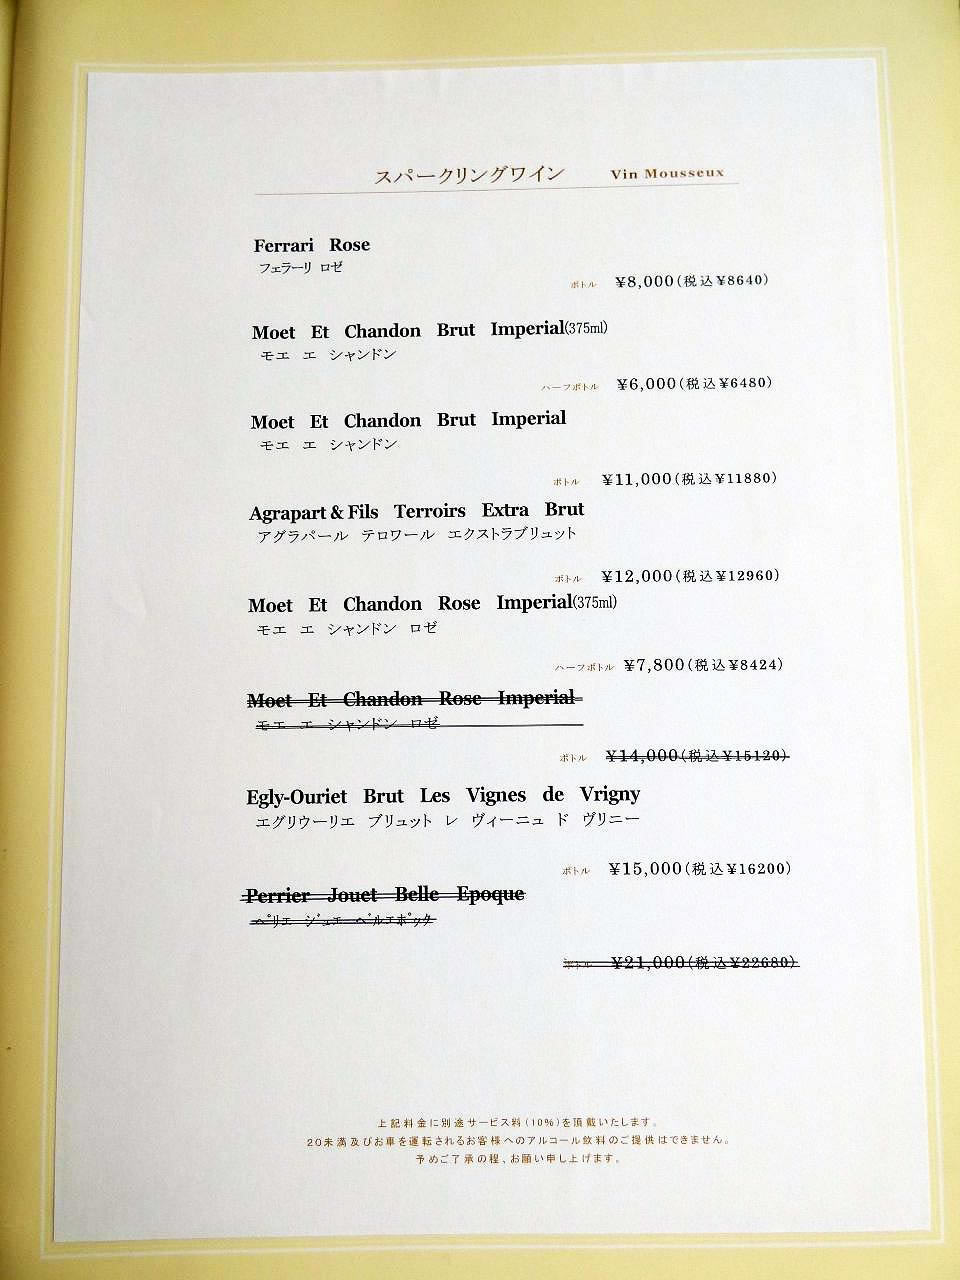 スパークリングワイン Vin Mousseux
Ferrari Rose
フェラーリ ロゼ
ボトル ¥8,000(税込¥8640)
Moet Et Chandon Brut Imperial(375ml)
モエ エ シャンドン
ハーフボトル ¥6,000(税込¥6480)
Moet Et Chandon Brut Imperial
モエ エ シャンドン
ボトル ¥11,000(税込¥11880)
Agrapart & Fils Terroirs Extra Brut
アグラパール テロワール エクストラブリュット
ボトル ¥12,000(税込¥12960)
Moet Et Chandon Rose Imperial(375ml)
モエ エ シャンドン ロゼ
ハーフボトル ¥7,800(税込¥8424)
Moet Et Chandon Rose Imperial
モエ エ シャンドン ロゼ
ボトル ¥14,000(税込¥15120)
Egly-Ouriet Brut Les Vignes de Vrigny
エグリウーリエ ブリュット レ ヴィーニュ ド ヴリニー
ボトル ¥15,000(税込¥16200)
Perrier Jouet Belle Epoque
ペリエ ジュエ ベルエポック
ボトル ¥21,000(税込¥22680)
上記料金に別途サービス料(10%)を頂戴いたします。
20未満及びお車を運転されるお客様へのアルコール飲料のご提供はできません。
予めご了承の程、お願い申し上げます。